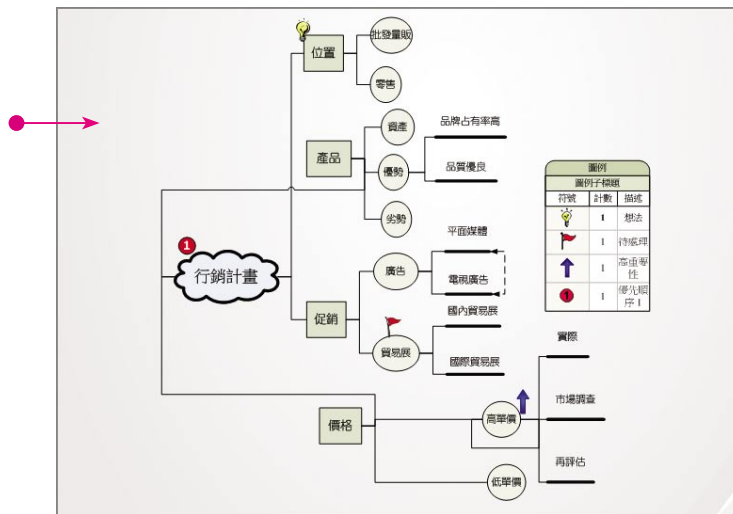 位置
批發量販
零售
產品
資產
優勢
劣勢
品牌占有率高
品質優良
1
行銷計畫
促銷
廣告
貿易展
平面媒體
電視廣告
國內貿易展
國際貿易展
價格
高單價
低單價
實際
市場調查
再評估
圖例
圖例子標題
符號 計數 描述
1 想法
1 待處理
1 高重要
性
1 1 優先順
序 1